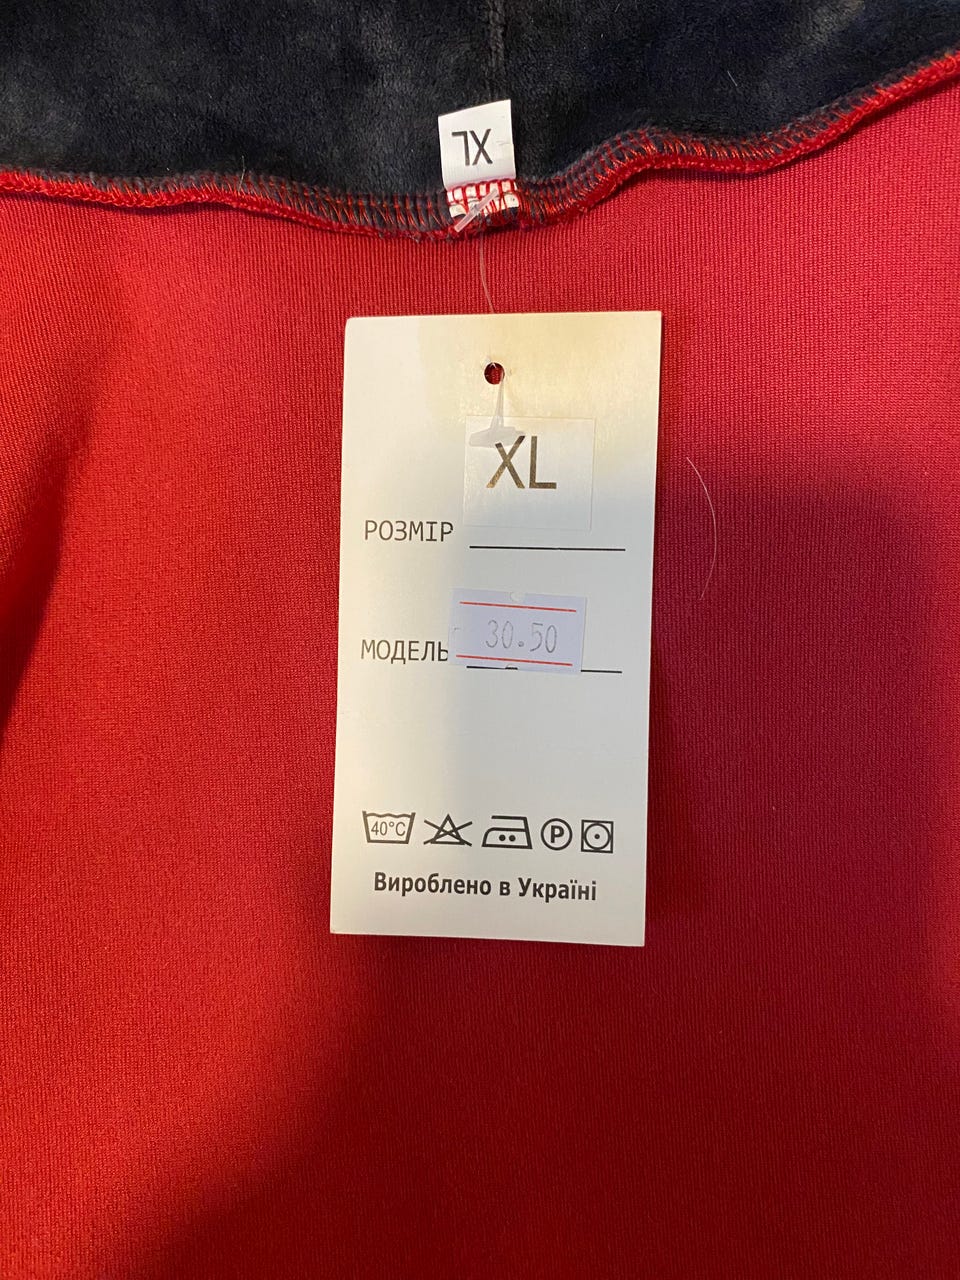 XL
XL
РОЗМІР
30.50
МОДЕЛЬ
40°C
P
Вироблено в Україні